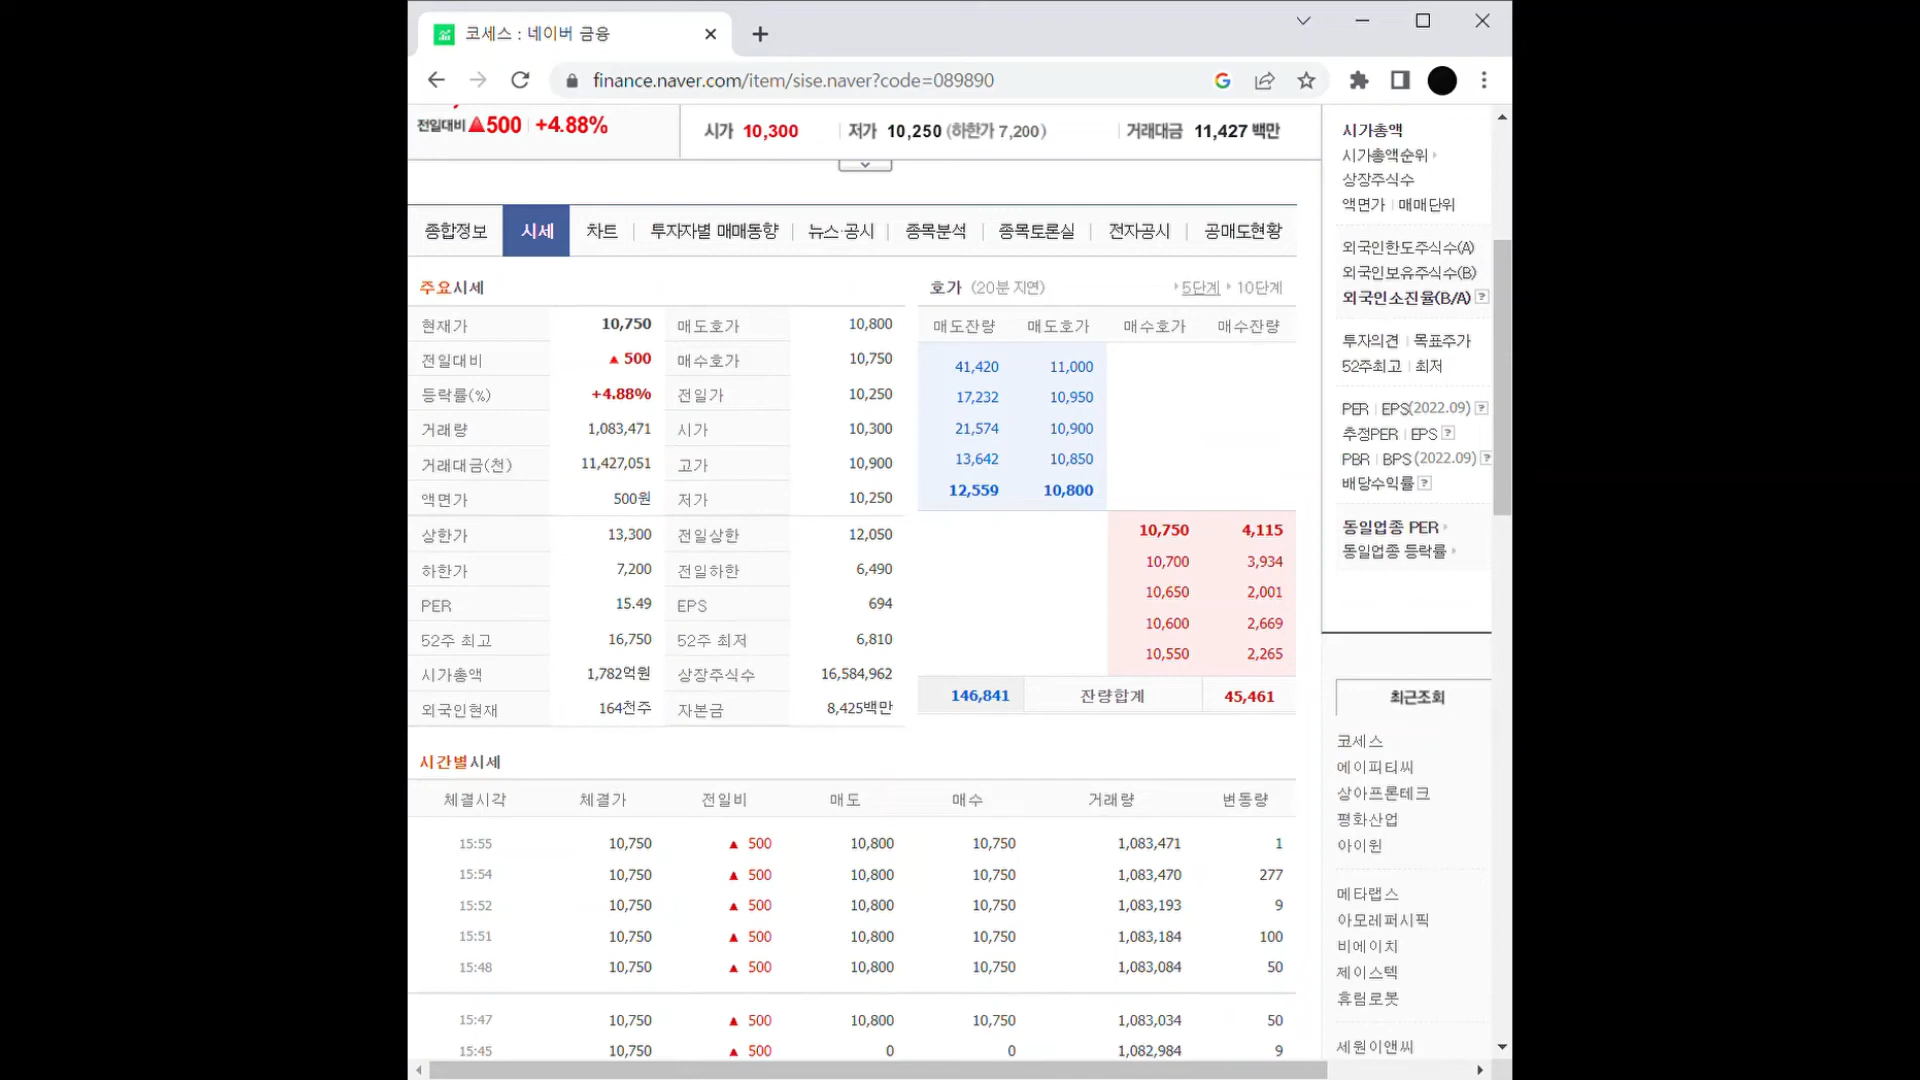 코세스 : 네이버 금융
finance.naver.com/item/sise.naver?code=089890
전일대비 ▲500 +4.88%
시가 10,300 저가 10,250 (하한가 7,200) 거래대금 11,427 백만
종합정보 시세 차트 투자자별 매매동향 뉴스·공시 종목분석 종목토론실 전자공시 공매도현황
주요시세
현재가 10,750 매도호가 10,800
전일대비 ▲ 500 매수호가 10,750
등락률(%) +4.88% 전일가 10,250
거래량 1,083,471 시가 10,300
거래대금(천) 11,427,051 고가 10,900
액면가 500원 저가 10,250
상한가 13,300 전일상한 12,050
하한가 7,200 전일하한 6,490
PER 15.49 EPS 694
52주 최고 16,750 52주 최저 6,810
시가총액 1,782억원 상장주식수 16,584,962
외국인현재 164천주 자본금 8,425백만
호가 (20분 지연) 5단계 10단계
매도잔량 매도호가 매수호가 매수잔량
41,420 11,000
17,232 10,950
21,574 10,900
13,642 10,850
12,559 10,800
10,750 4,115
10,700 3,934
10,650 2,001
10,600 2,669
10,550 2,265
146,841 잔량합계 45,461
시간별시세
체결시각 체결가 전일비 매도 매수 거래량 변동량
15:55 10,750 ▲ 500 10,800 10,750 1,083,471 1
15:54 10,750 ▲ 500 10,800 10,750 1,083,470 277
15:52 10,750 ▲ 500 10,800 10,750 1,083,193 9
15:51 10,750 ▲ 500 10,800 10,750 1,083,184 100
15:48 10,750 ▲ 500 10,800 10,750 1,083,084 50
15:47 10,750 ▲ 500 10,800 10,750 1,083,034 50
15:45 10,750 ▲ 500 0 0 1,082,984 9
시가총액
시가총액순위
상장주식수
액면가 | 매매단위
외국인한도주식수(A)
외국인보유주식수(B)
외국인소진율(B/A) ?
투자의견 | 목표주가
52주최고 | 최저
PER | EPS(2022.09) ?
추정PER | EPS ?
PBR | BPS (2022.09) ?
배당수익률 ?
동일업종 PER
동일업종 등락률
최근조회
코세스
에이피티씨
상아프론테크
평화산업
아이윈
메타랩스
아모레퍼시픽
비에이치
제이스텍
휴림로봇
세원이앤씨